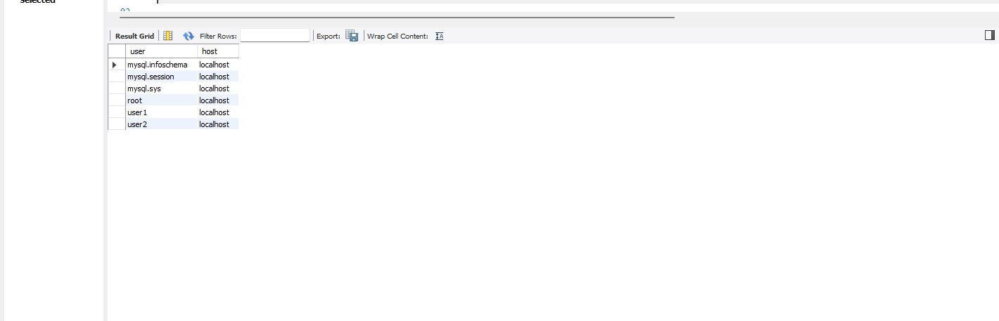 selected
Result Grid Filter Rows: Export: Wrap Cell Content:
user host
mysql.infoschema localhost
mysql.session localhost
mysql.sys localhost
root localhost
user1 localhost
user2 localhost